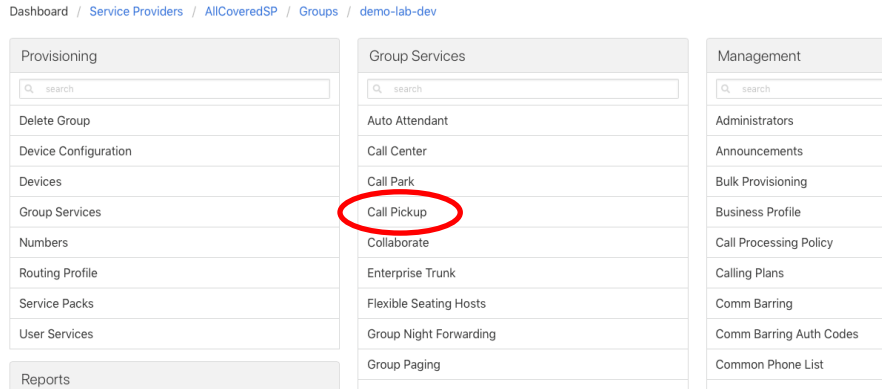 Dashboard / Service Providers / AllCoveredSP / Groups / demo-lab-dev
Provisioning
search
Delete Group
Device Configuration
Devices
Group Services
Numbers
Routing Profile
Service Packs
User Services
Reports
Group Services
search
Auto Attendant
Call Center
Call Park
Call Pickup
Collaborate
Enterprise Trunk
Flexible Seating Hosts
Group Night Forwarding
Group Paging
Management
search
Administrators
Announcements
Bulk Provisioning
Business Profile
Call Processing Policy
Calling Plans
Comm Barring
Comm Barring Auth Codes
Common Phone List